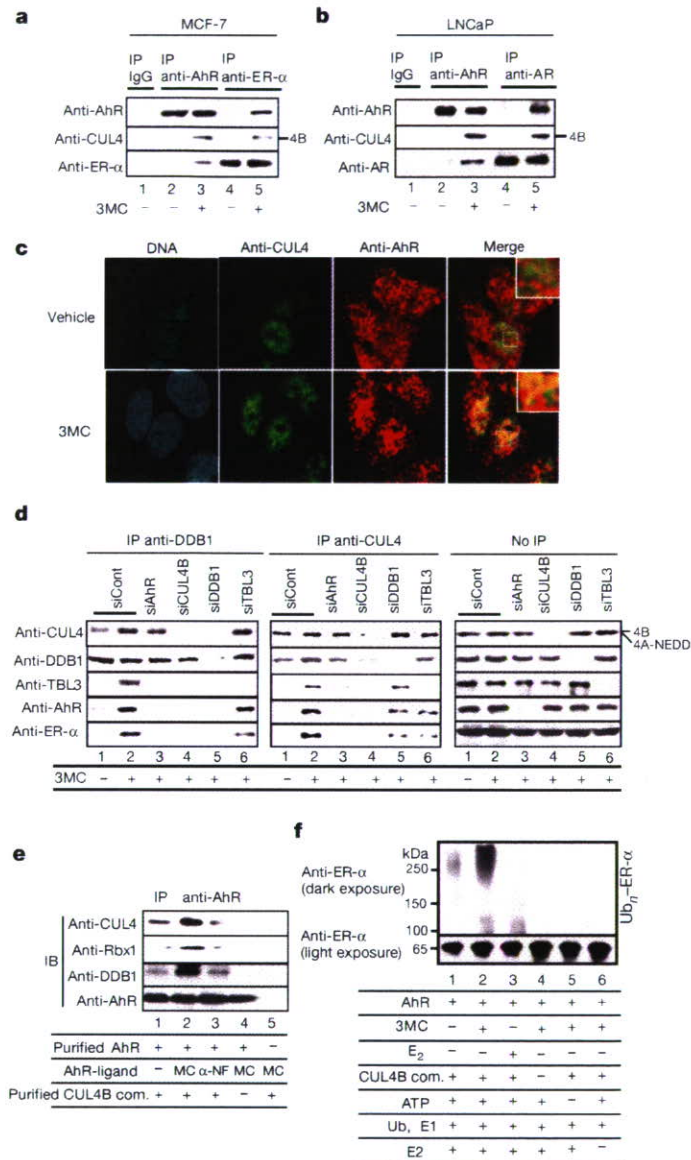 a
MCF-7
IP IgG
IP anti-AhR
IP anti-ER-α
Anti-AhR
Anti-CUL4
4B
Anti-ER-α
1 2 3 4 5
3MC − − + − +
b
LNCaP
IP IgG
IP anti-AhR
IP anti-AR
Anti-AhR
Anti-CUL4
4B
Anti-AR
1 2 3 4 5
3MC − − + − +
c
DNA Anti-CUL4 Anti-AhR Merge
Vehicle
3MC
d
IP anti-DDB1 IP anti-CUL4 No IP
siCont siAhR siCUL4B siDDB1 siTBL3 siCont siAhR siCUL4B siDDB1 siTBL3 siCont siAhR siCUL4B siDDB1 siTBL3
Anti-CUL4
4B
4A-NEDD
Anti-DDB1
Anti-TBL3
Anti-AhR
Anti-ER-α
1 2 3 4 5 6 1 2 3 4 5 6 1 2 3 4 5 6
3MC − + + + + + − + + + + + − + + + + +
e
IP anti-AhR
IB
Anti-CUL4
Anti-Rbx1
Anti-DDB1
Anti-AhR
1 2 3 4 5
Purified AhR + + + + −
AhR-ligand − MC α-NF MC MC
Purified CUL4B com. + + + − +
f
kDa
Anti-ER-α
(dark exposure)
250
150
100
Ubn–ER-α
Anti-ER-α
(light exposure)
65
1 2 3 4 5 6
AhR + + + + + +
3MC − + − + + +
E2 − − + − − −
CUL4B com. + + + − + +
ATP + + + + − +
Ub, E1 + + + + + +
E2 + + + + + −